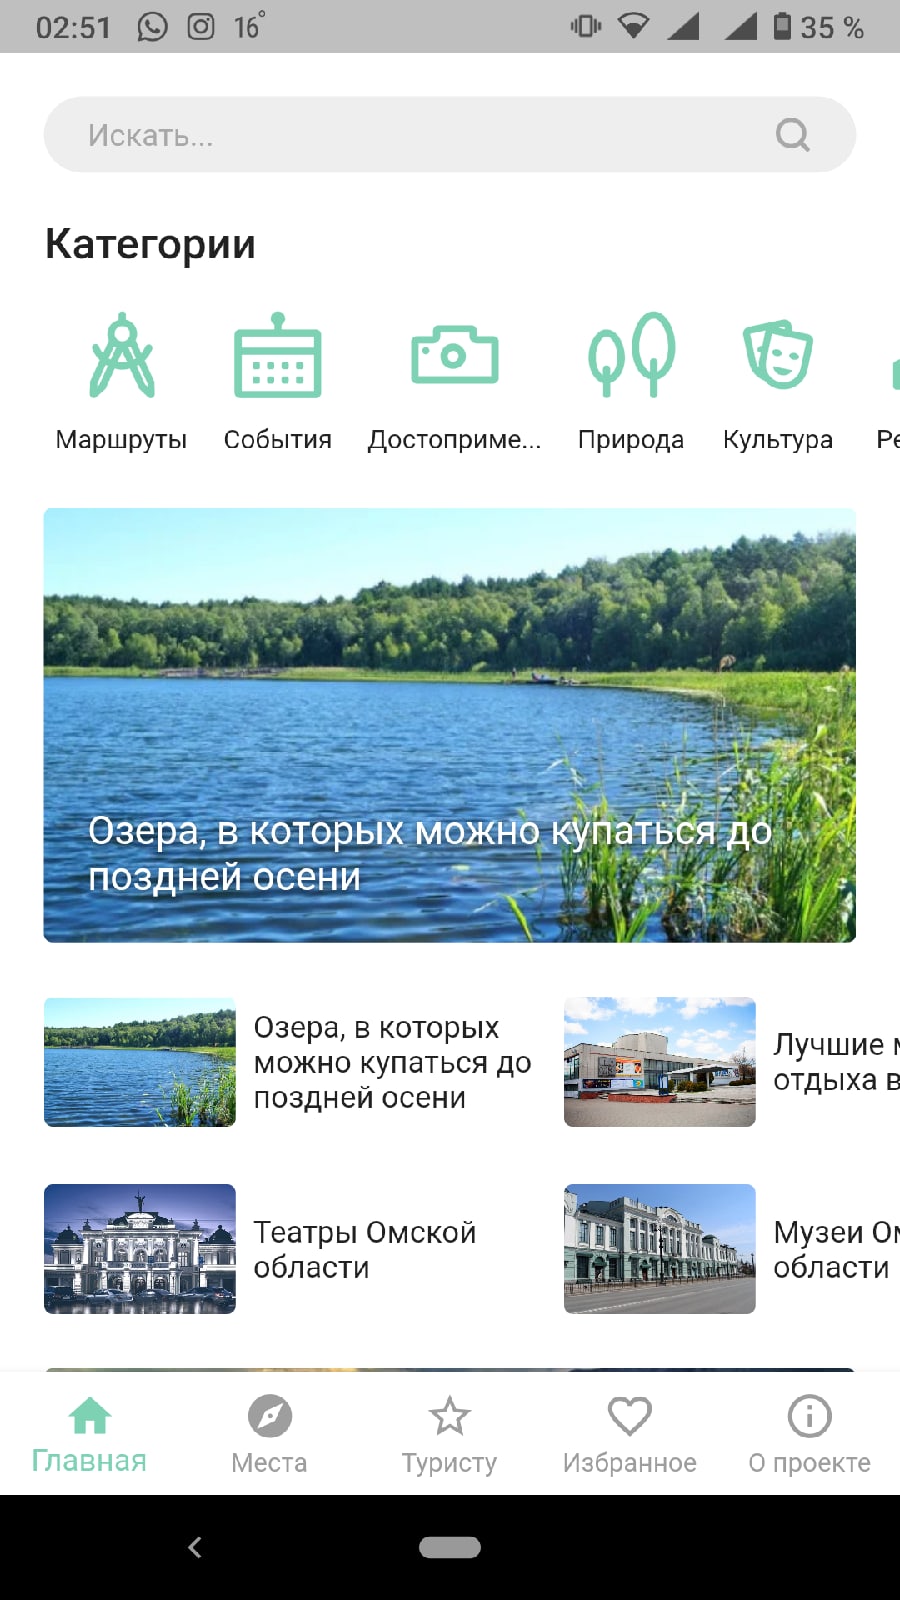 02:51 16° 35 %
Искать...
Категории
Маршруты События Достоприме... Природа Культура Ре
Озера, в которых можно купаться до
поздней осени
Озера, в которых
можно купаться до
поздней осени
Лучшие м
отдыха в
Театры Омской
области
Музеи Ом
области
Главная Места Туристу Избранное О проекте